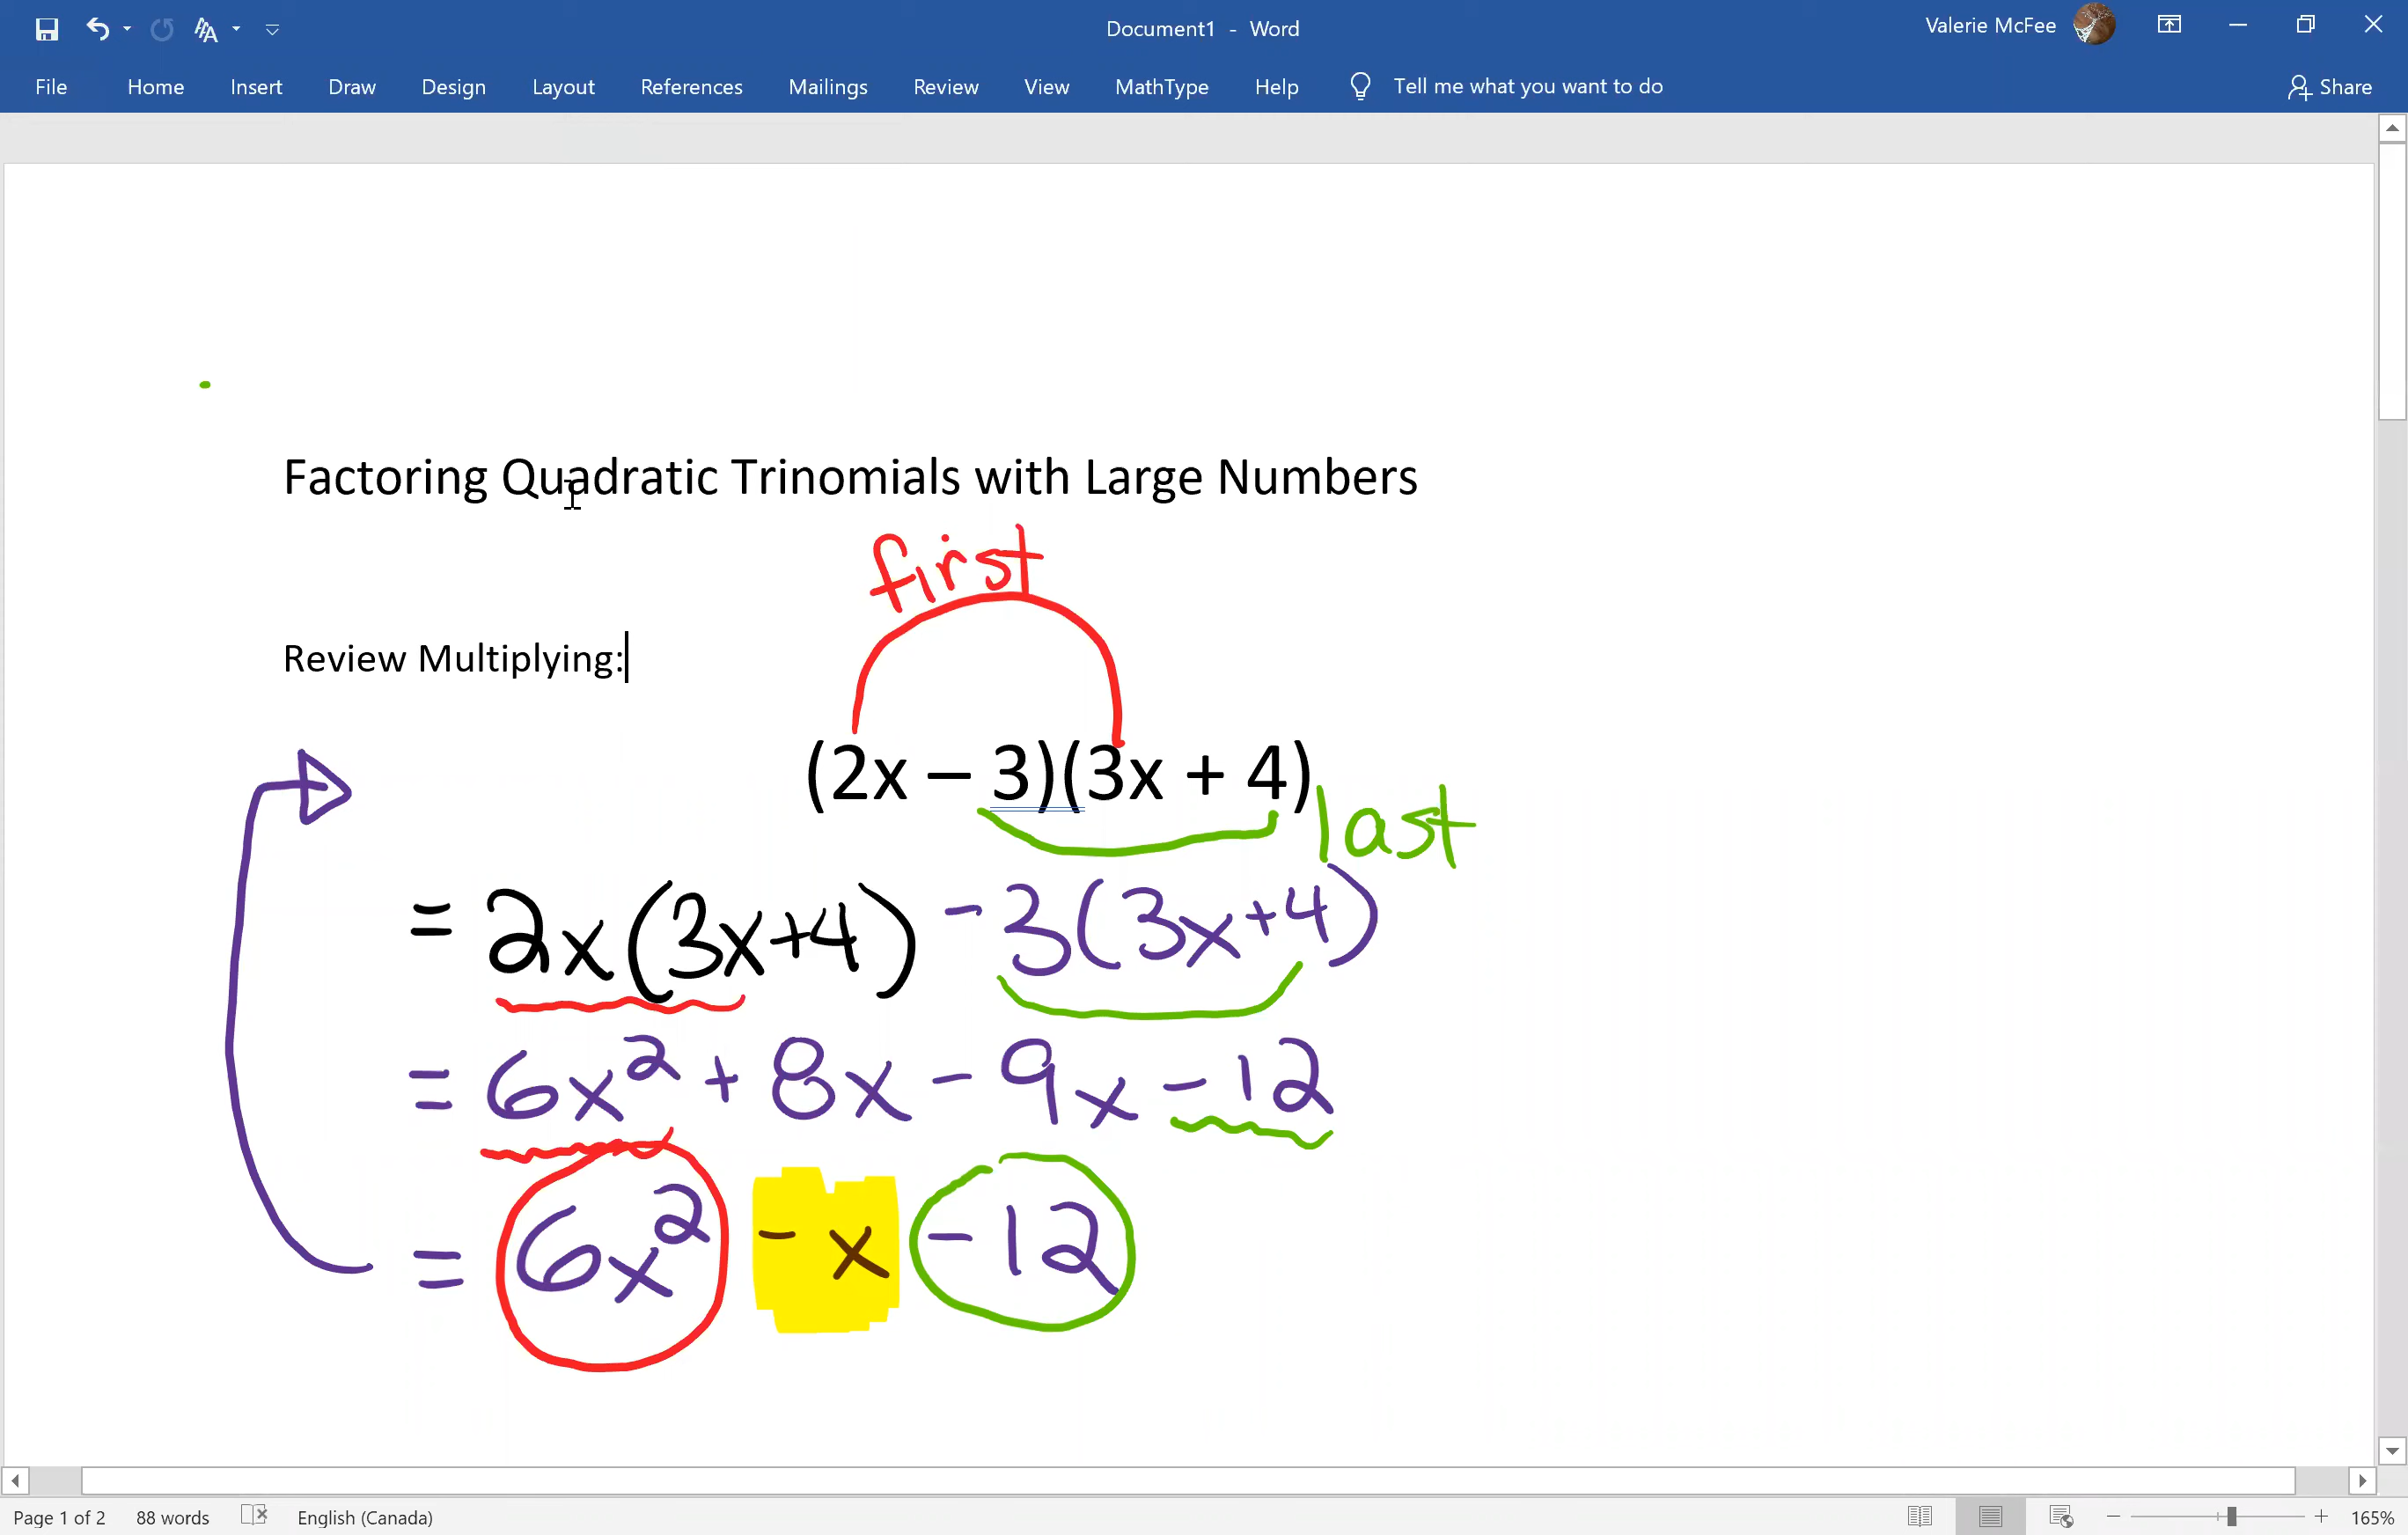 Document1 - Word
Valerie McFee
File Home Insert Draw Design Layout References Mailings Review View MathType Help Tell me what you want to do Share
Factoring Quadratic Trinomials with Large Numbers
first
Review Multiplying:
(2x – 3)(3x + 4)
last
= 2x(3x+4) -3(3x+4)
= 6x² + 8x - 9x - 12
= 6x² - x - 12
Page 1 of 2 88 words English (Canada) 165%